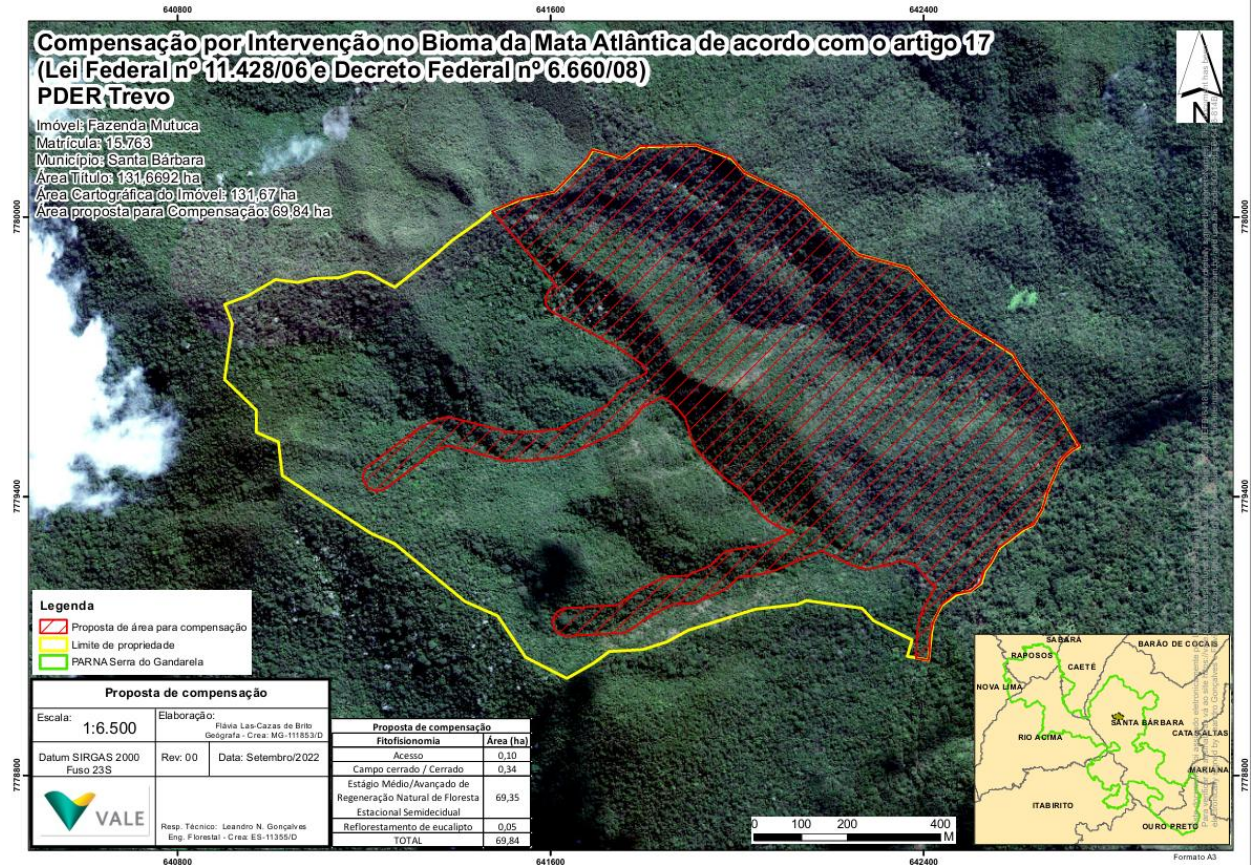 640800
641600
642400
Compensação por Intervenção no Bioma da Mata Atlântica de acordo com o artigo 17
(Lei Federal nº 11.428/06 e Decreto Federal nº 6.660/08)
PDER Trevo
Imóvel: Fazenda Mutuca
Matrícula: 15.763
Município: Santa Bárbara
Área Título: 131,6692 ha
Área Cartográfica do Imóvel: 131,67 ha
Área proposta para Compensação: 69,84 ha
N
7780000
7780000
7779400
7779400
7778800
7778800
Legenda
Proposta de área para compensação
Limite de propriedade
PARNA Serra do Gandarela
Proposta de compensação
Escala: 1:6.500
Elaboração:
Flávia Las-Cazas de Brito
Geógrafa - Crea: MG-111853/D
Datum SIRGAS 2000
Fuso 23S
Rev: 00
Data: Setembro/2022
VALE
Resp. Técnico: Leandro N. Gonçalves
Eng. Florestal - Crea: ES-11355/D
Proposta de compensação
Fitofisionomia Área (ha)
Acesso 0,10
Campo cerrado / Cerrado 0,34
Estágio Médio/Avançado de
Regeneração Natural de Floresta 69,35
Estacional Semidecidual
Reflorestamento de eucalipto 0,05
TOTAL 69,84
0 100 200 400
M
SABARÁ
BARÃO DE COCAIS
RAPOSOS
CAETÉ
NOVA LIMA
SANTA BÁRBARA
CATAS ALTAS
RIO ACIMA
MARIANA
ITABIRITO
OURO PRETO
640800
641600
642400
Formato A3